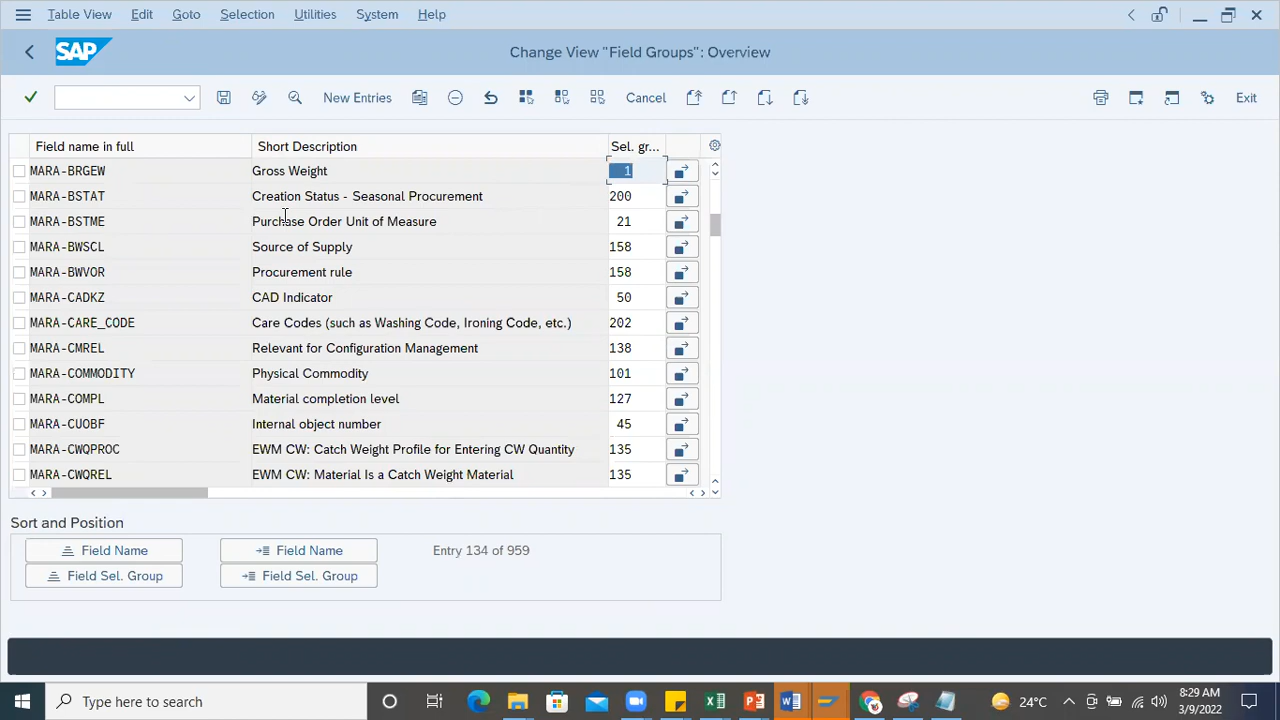 Table View Edit Goto Selection Utilities System Help
SAP Change View "Field Groups": Overview
New Entries Cancel Exit
Field name in full Short Description Sel. gr...
MARA-BRGEW Gross Weight 1
MARA-BSTAT Creation Status - Seasonal Procurement 200
MARA-BSTME Purchase Order Unit of Measure 21
MARA-BWSCL Source of Supply 158
MARA-BWVOR Procurement rule 158
MARA-CADKZ CAD Indicator 50
MARA-CARE_CODE Care Codes (such as Washing Code, Ironing Code, etc.) 202
MARA-CMREL Relevant for Configuration Management 138
MARA-COMMODITY Physical Commodity 101
MARA-COMPL Material completion level 127
MARA-CUOBF Internal object number 45
MARA-CWQPROC EWM CW: Catch Weight Profile for Entering CW Quantity 135
MARA-CWQREL EWM CW: Material Is a Catch Weight Material 135
Sort and Position
Field Name Field Name Entry 134 of 959
Field Sel. Group Field Sel. Group
Type here to search 24°C 8:29 AM
3/9/2022